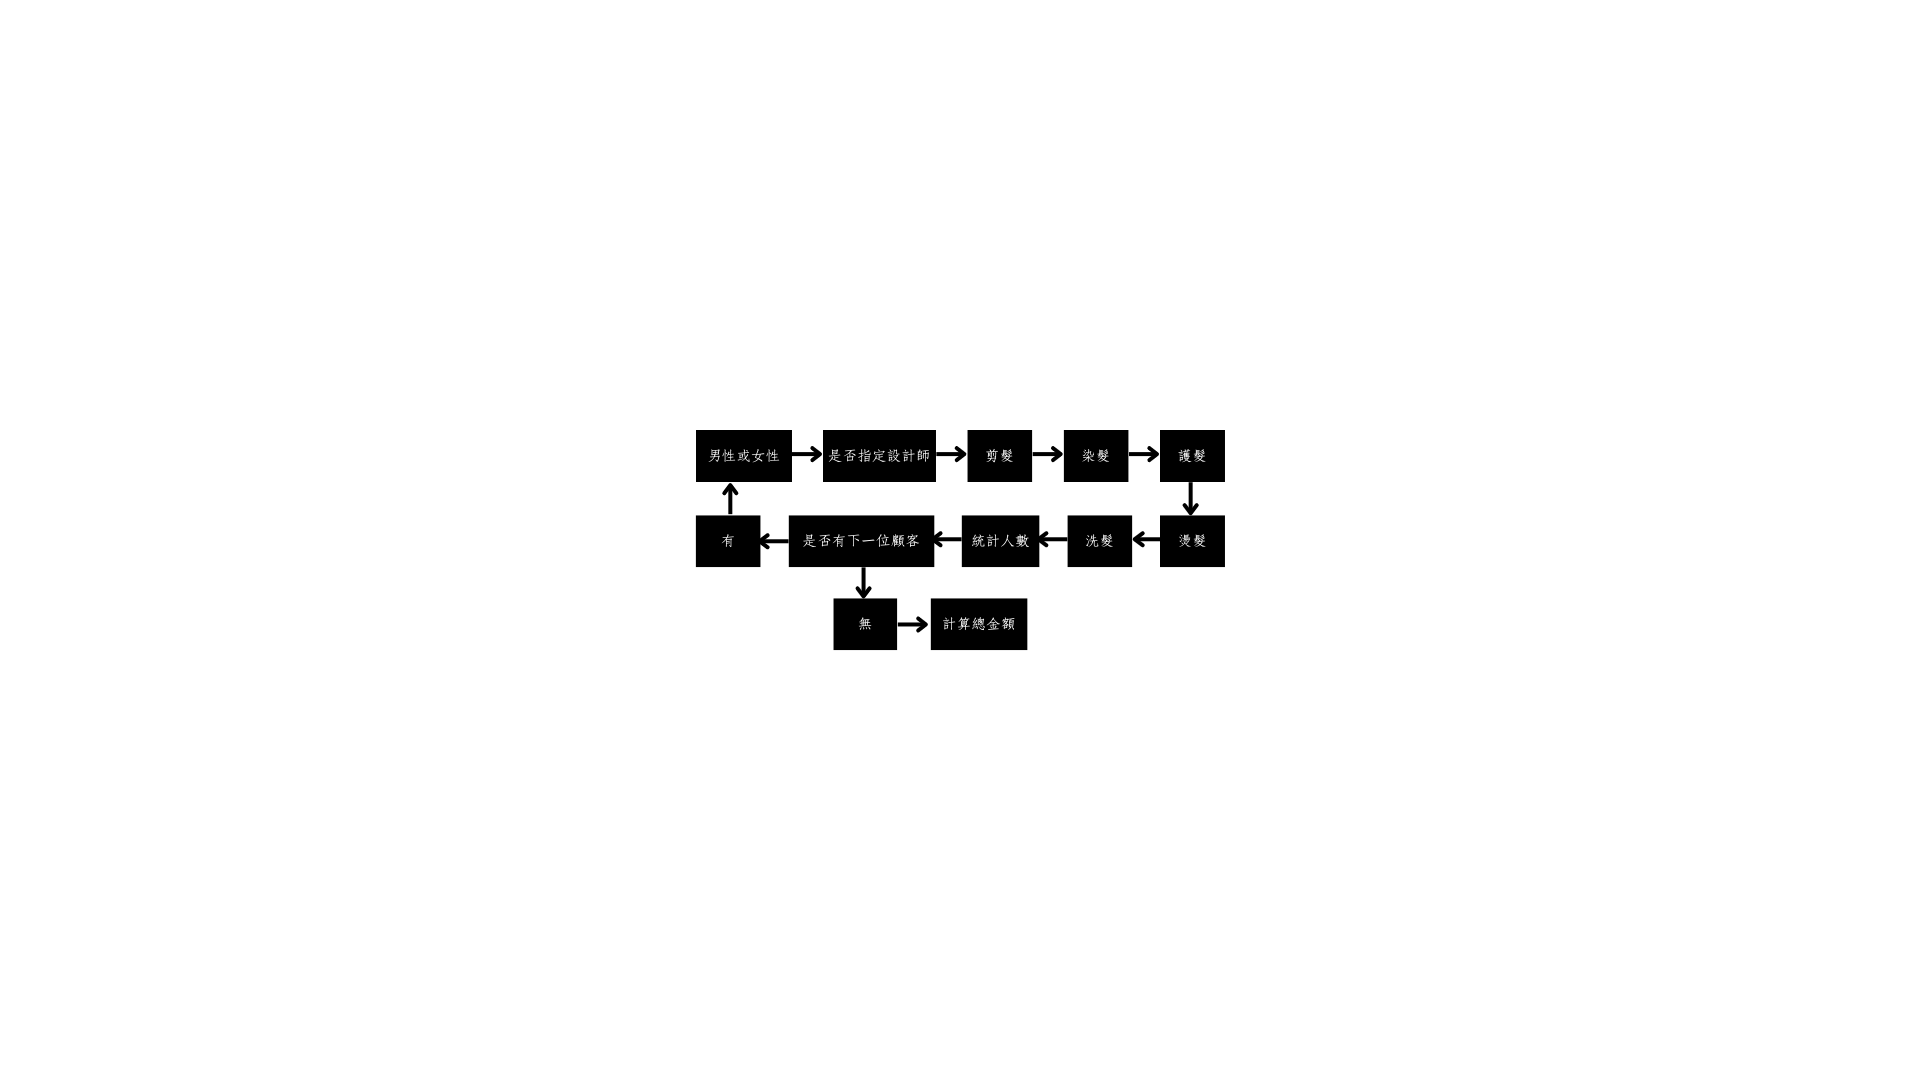 男性或女性
是否指定設計師
剪髮
染髮
護髮
燙髮
洗髮
統計人數
是否有下一位顧客
有
無
計算總金額